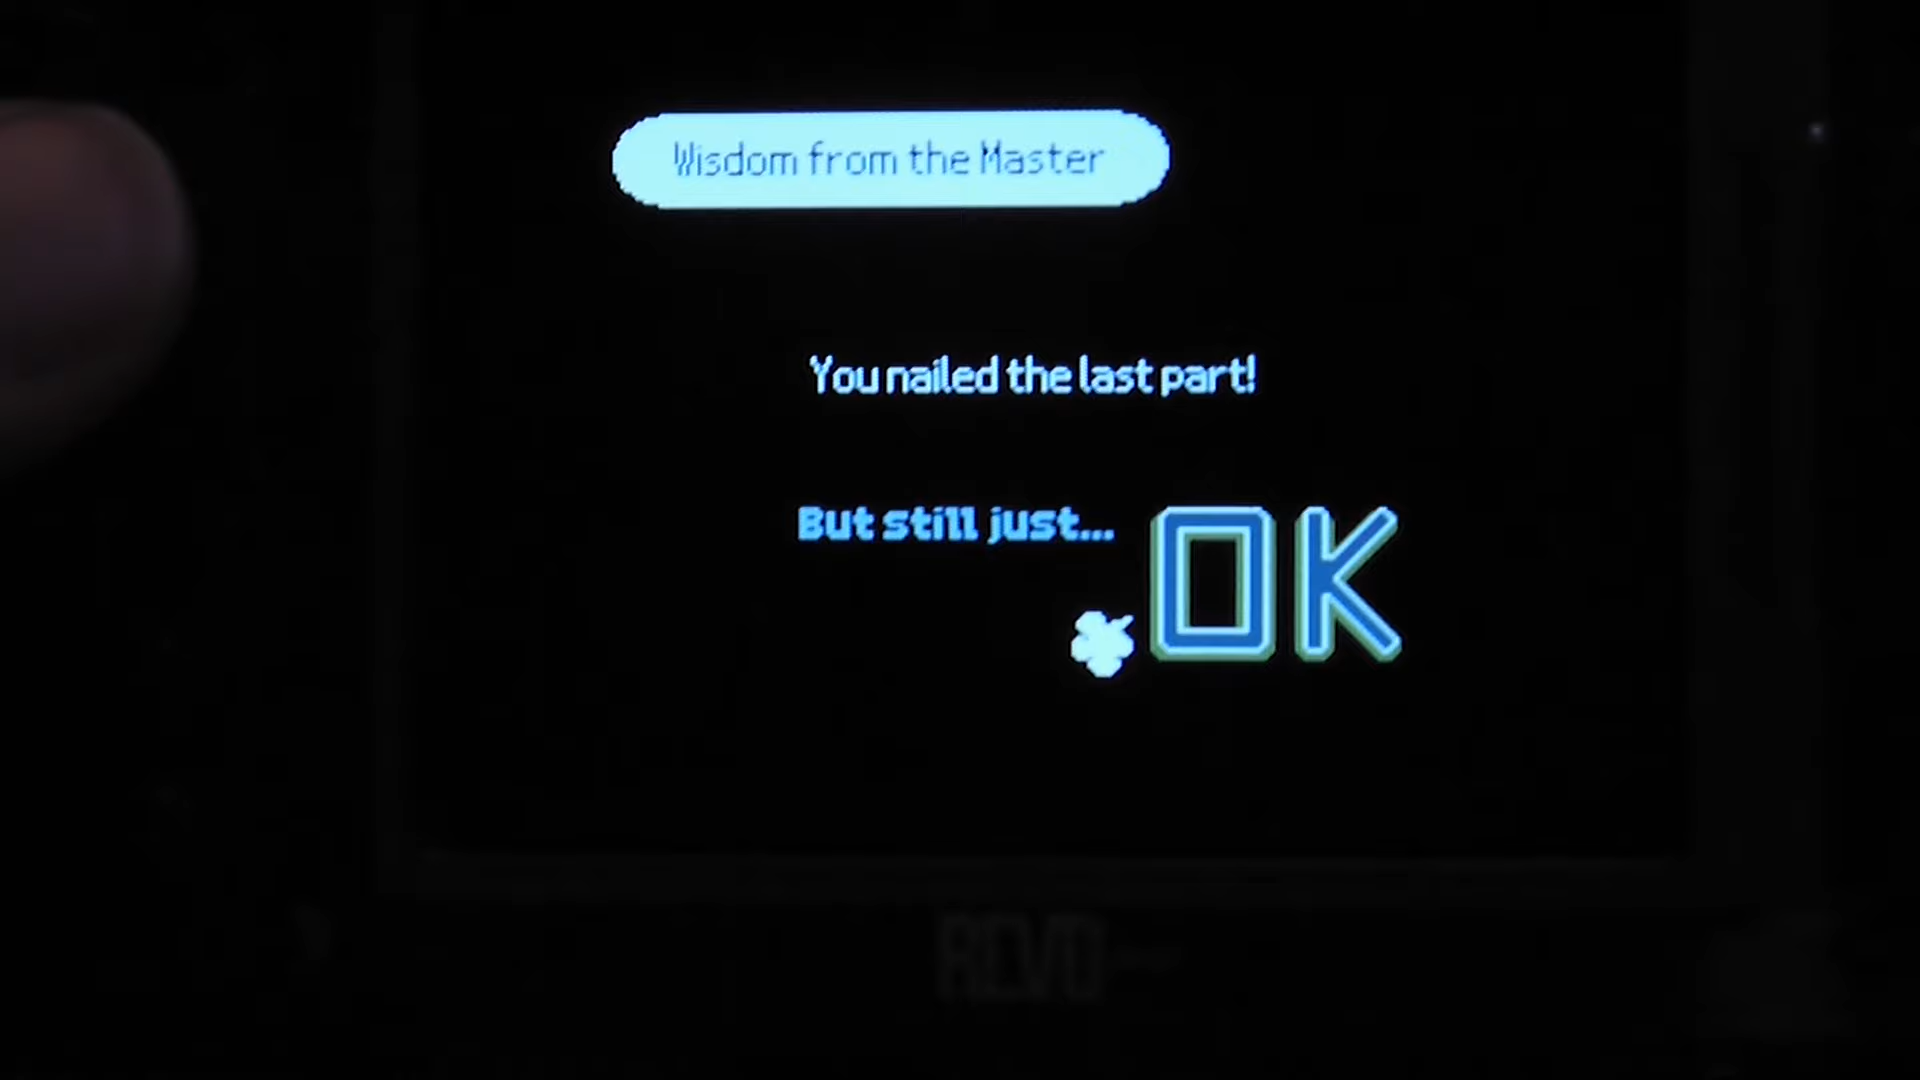 Wisdom from the Master
You nailed the last part!
But still just...
OK